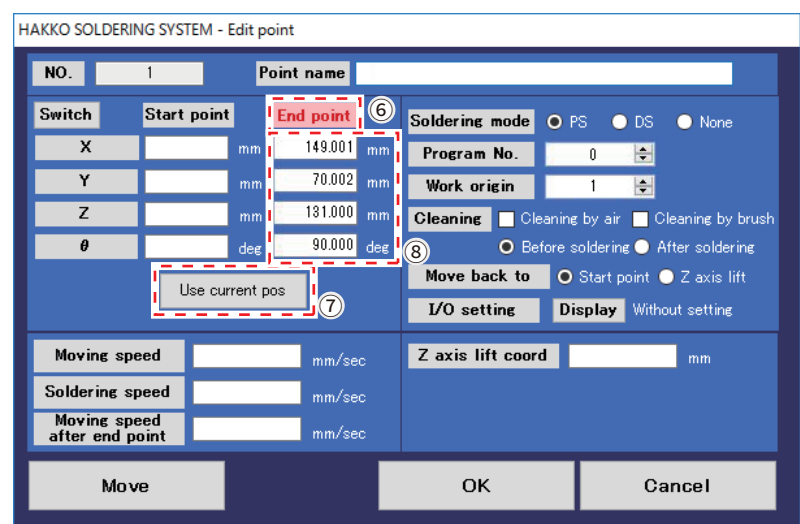 HAKKO SOLDERING SYSTEM - Edit point
NO. 1 Point name
Switch Start point End point ⑥
X mm 149.001 mm
Y mm 70.002 mm
Z mm 131.000 mm
θ deg 90.000 deg
⑧
Use current pos
⑦
Soldering mode PS DS None
Program No. 0
Work origin 1
Cleaning Cleaning by air Cleaning by brush
Before soldering After soldering
Move back to Start point Z axis lift
I/O setting Display Without setting
Moving speed mm/sec
Soldering speed mm/sec
Moving speed
after end point mm/sec
Z axis lift coord mm
Move OK Cancel